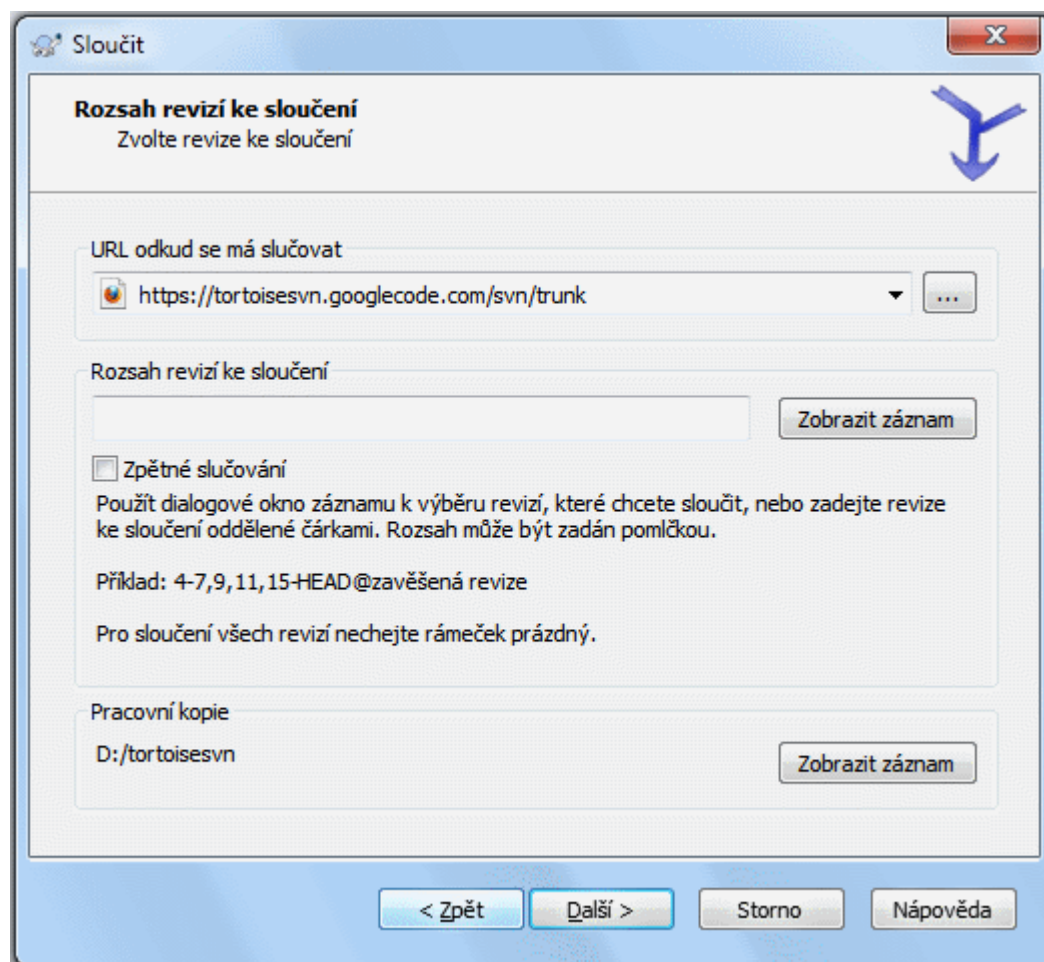 Sloučit
Rozsah revizí ke sloučení
Zvolte revize ke sloučení
URL odkud se má slučovat
https://tortoisesvn.googlecode.com/svn/trunk
...
Rozsah revizí ke sloučení
Zobrazit záznam
Zpětné slučování
Použít dialogové okno záznamu k výběru revizí, které chcete sloučit, nebo zadejte revize
ke sloučení oddělené čárkami. Rozsah může být zadán pomlčkou.
Příklad: 4-7,9,11,15-HEAD@zavěšená revize
Pro sloučení všech revizí nechejte rámeček prázdný.
Pracovní kopie
D:/tortoisesvn
Zobrazit záznam
< Zpět
Další >
Storno
Nápověda